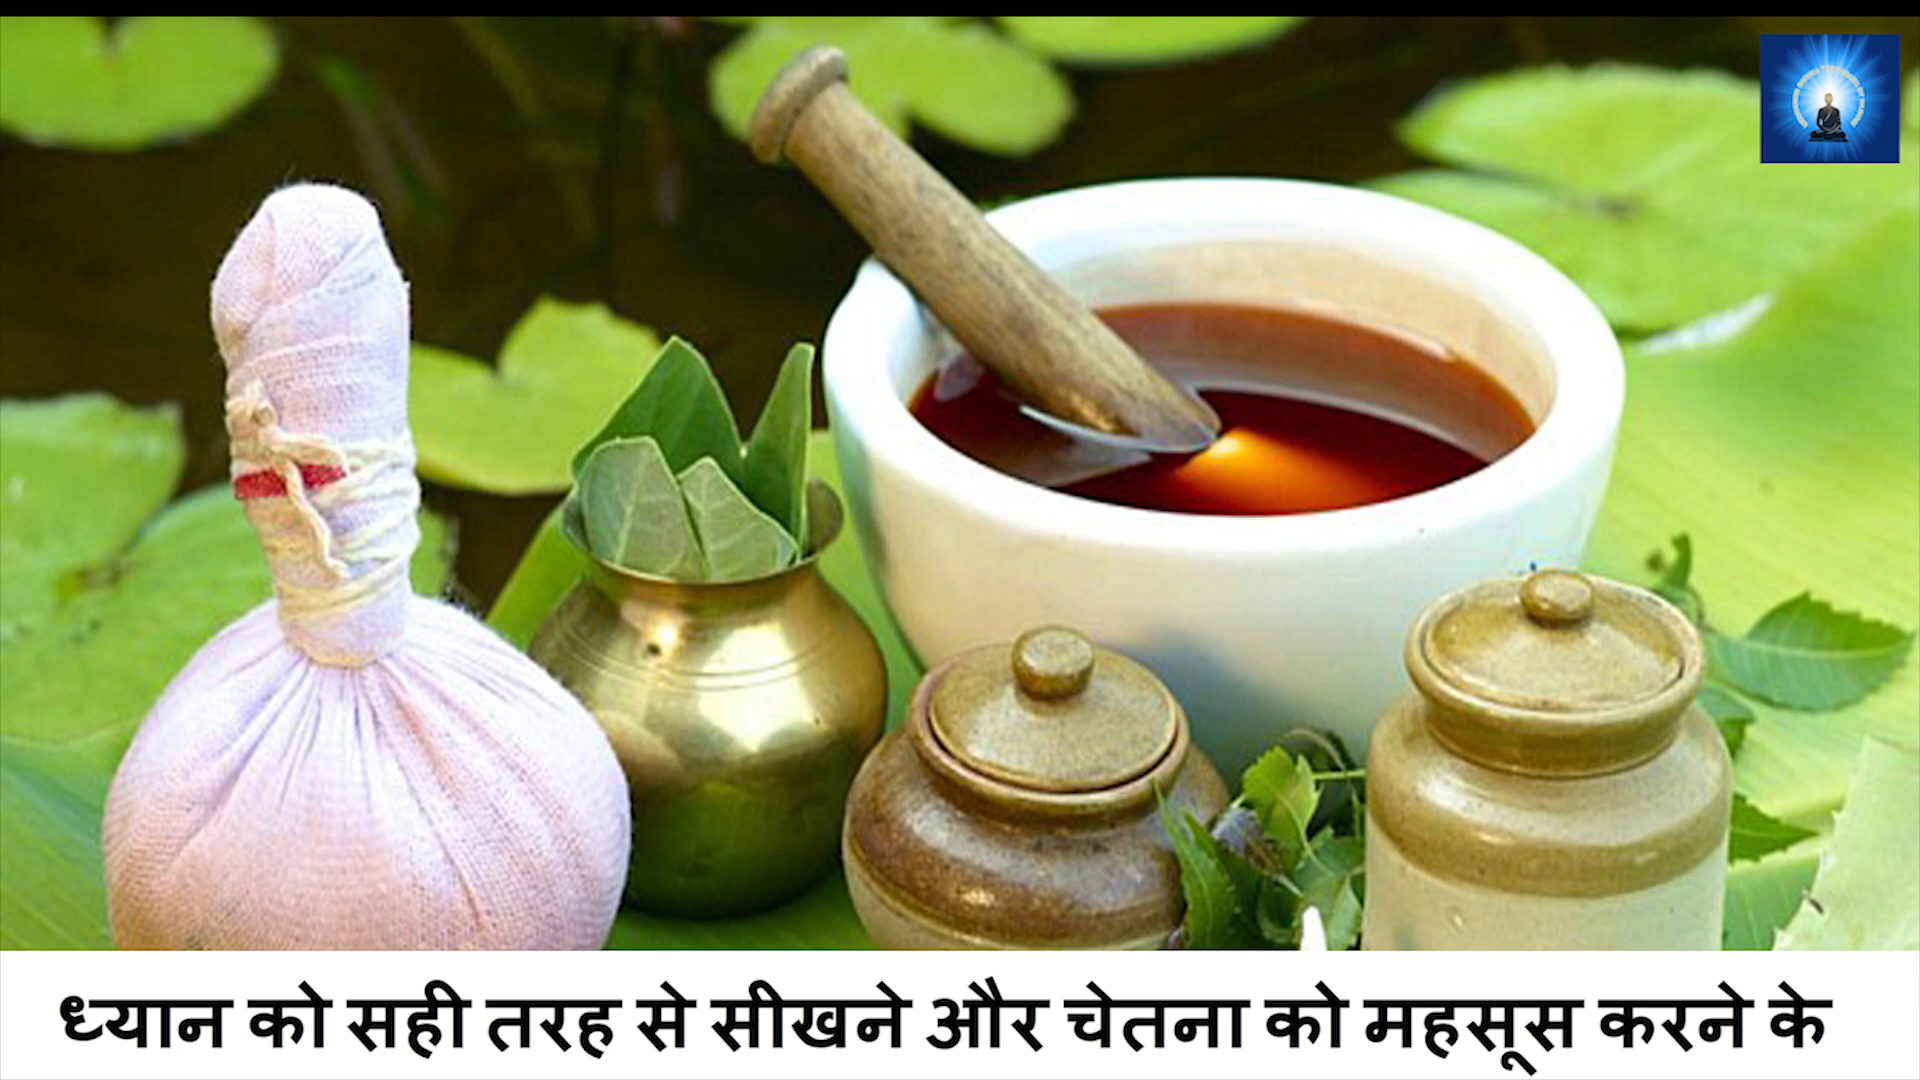 ध्यान को सही तरह से सीखने और चेतना को महसूस करने के